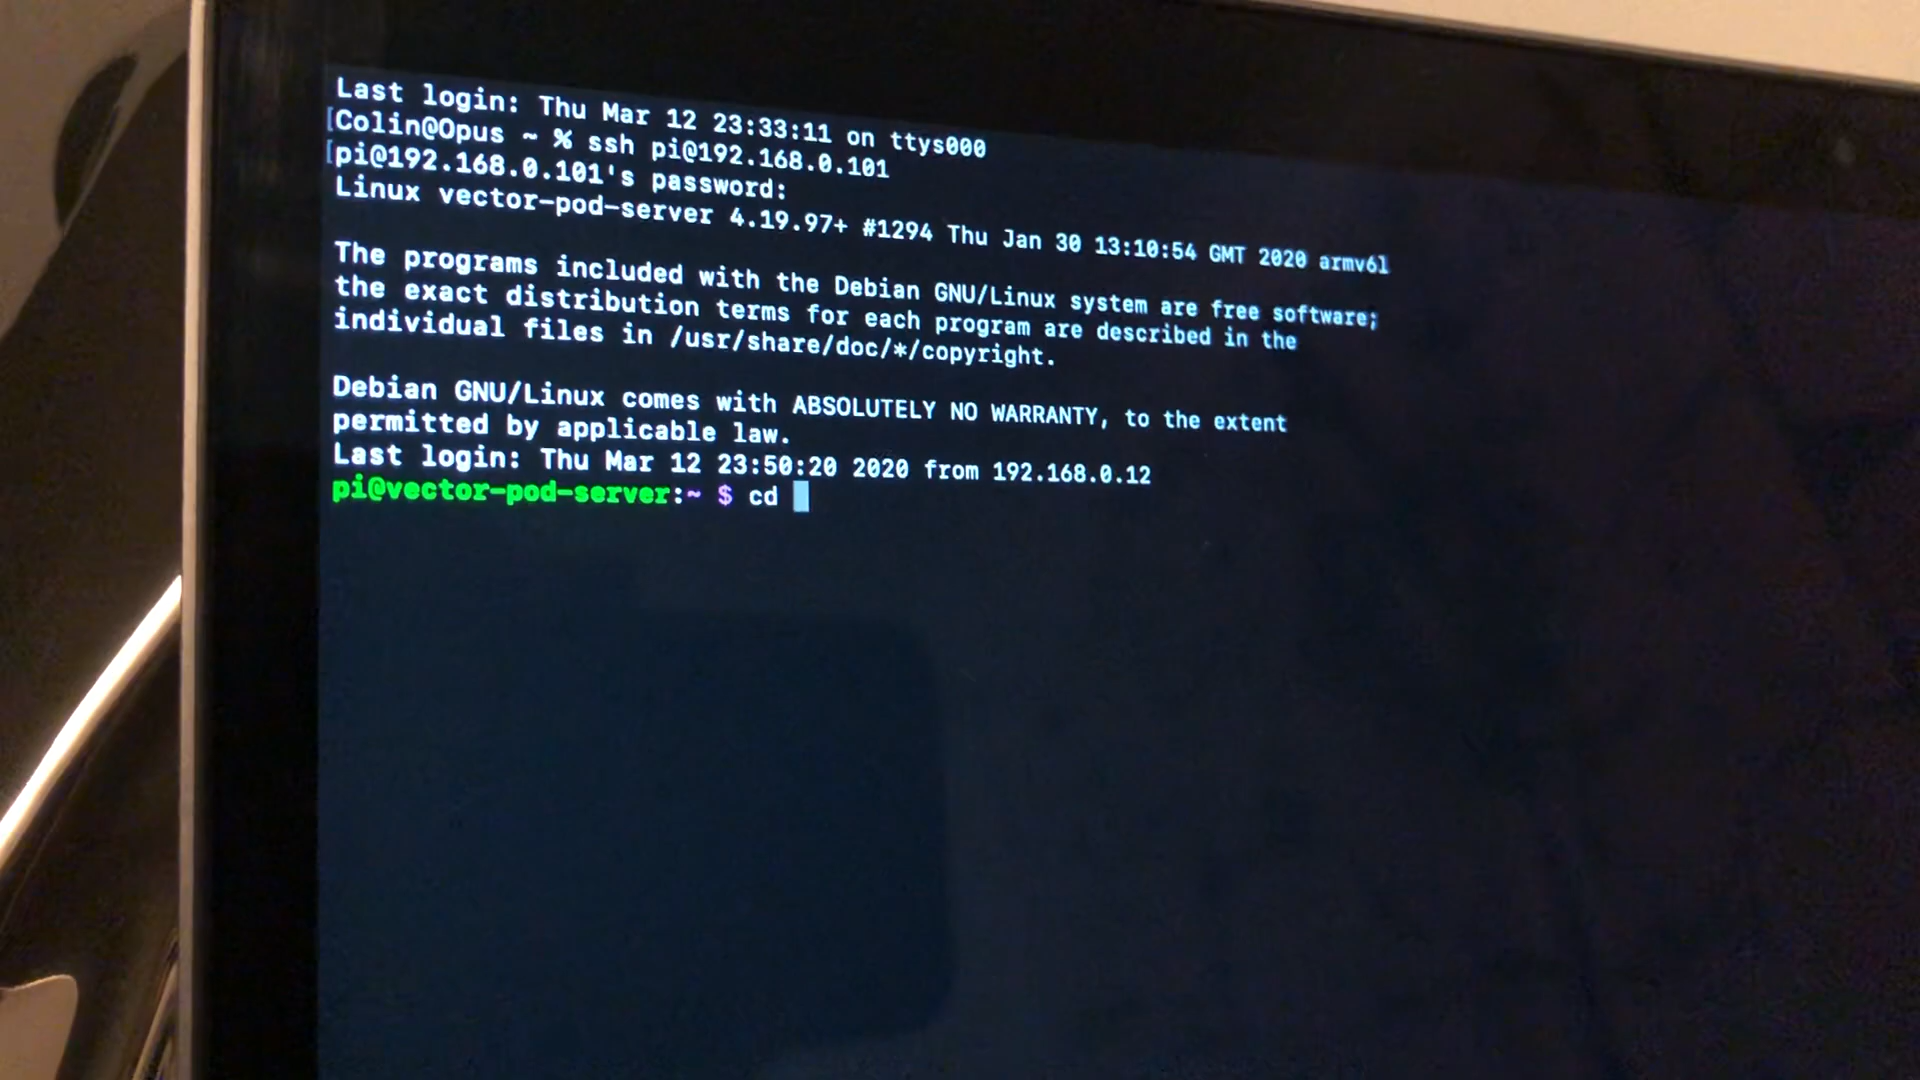 Last login: Thu Mar 12 23:33:11 on ttys000
[Colin@Opus ~ % ssh pi@192.168.0.101
[pi@192.168.0.101's password:
Linux vector-pod-server 4.19.97+ #1294 Thu Jan 30 13:10:54 GMT 2020 armv6l
The programs included with the Debian GNU/Linux system are free software;
the exact distribution terms for each program are described in the
individual files in /usr/share/doc/*/copyright.
Debian GNU/Linux comes with ABSOLUTELY NO WARRANTY, to the extent
permitted by applicable law.
Last login: Thu Mar 12 23:50:20 2020 from 192.168.0.12
pi@vector-pod-server:~ $ cd